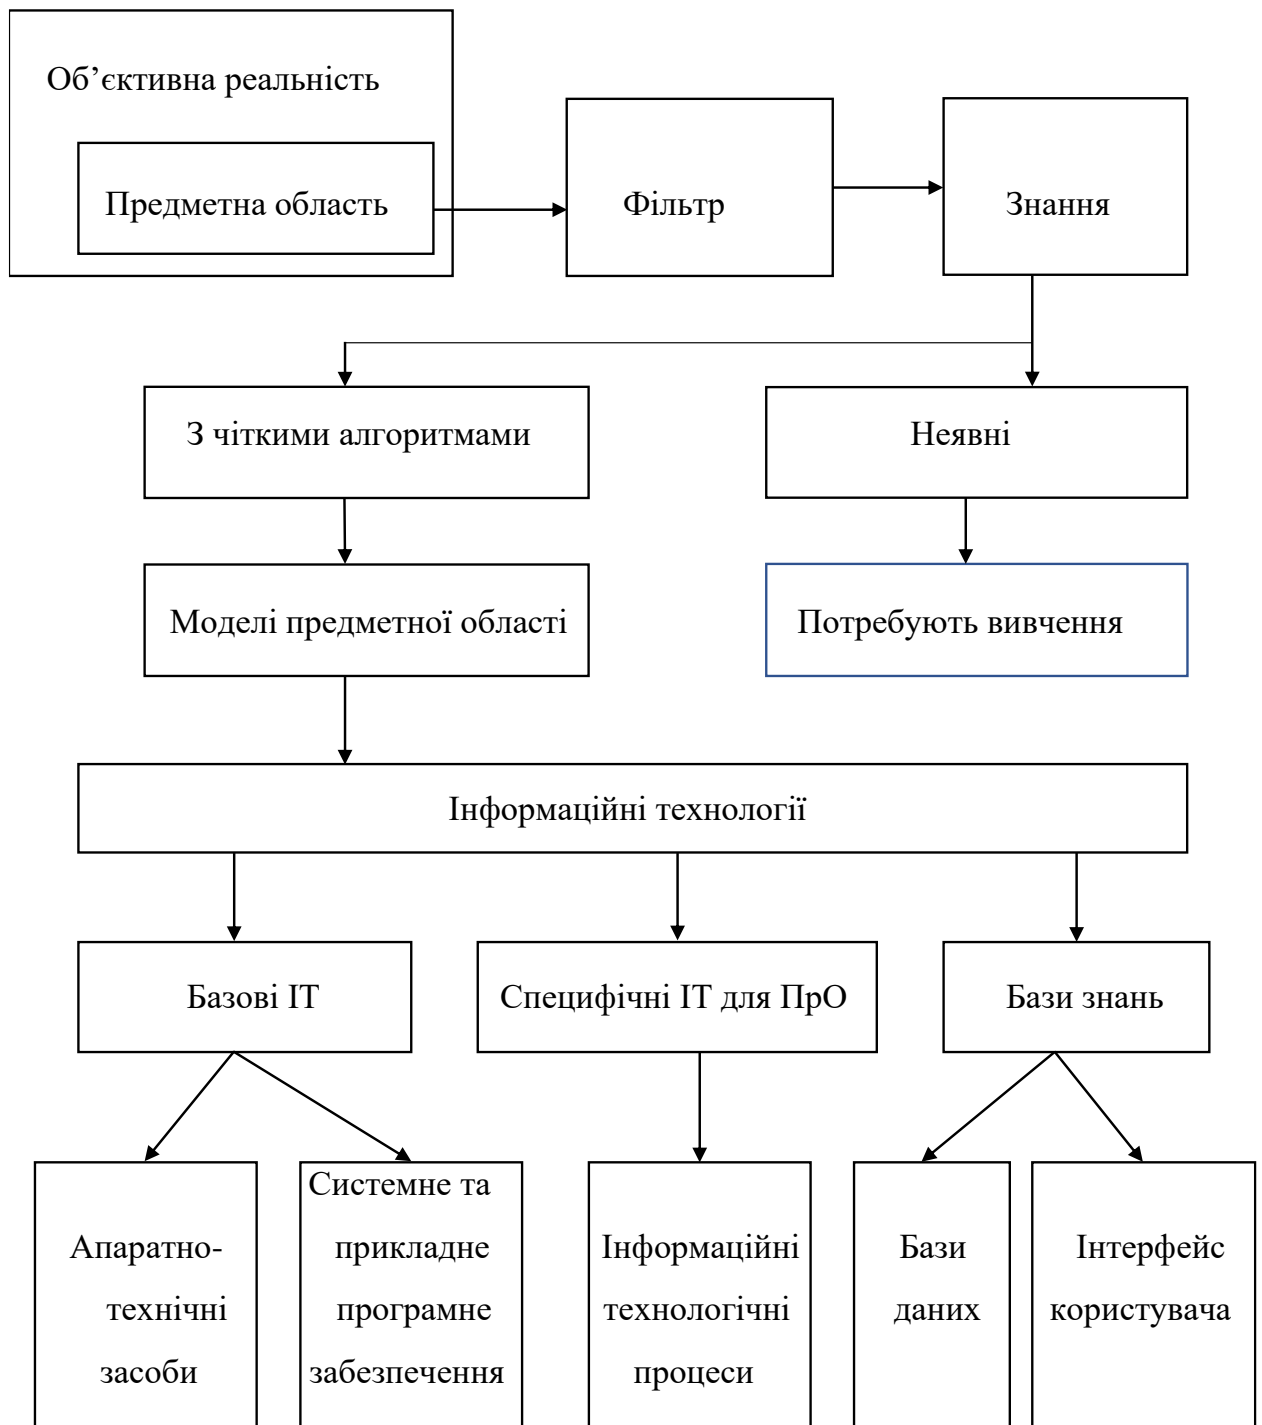 Об’єктивна реальність
Предметна область
Фільтр
Знання
З чіткими алгоритмами
Неявні
Моделі предметної області
Потребують вивчення
Інформаційні технології
Базові ІТ
Специфічні ІТ для ПрО
Бази знань
Апаратно-
технічні
засоби
Системне та
прикладне
програмне
забезпечення
Інформаційні
технологічні
процеси
Бази
даних
Інтерфейс
користувача